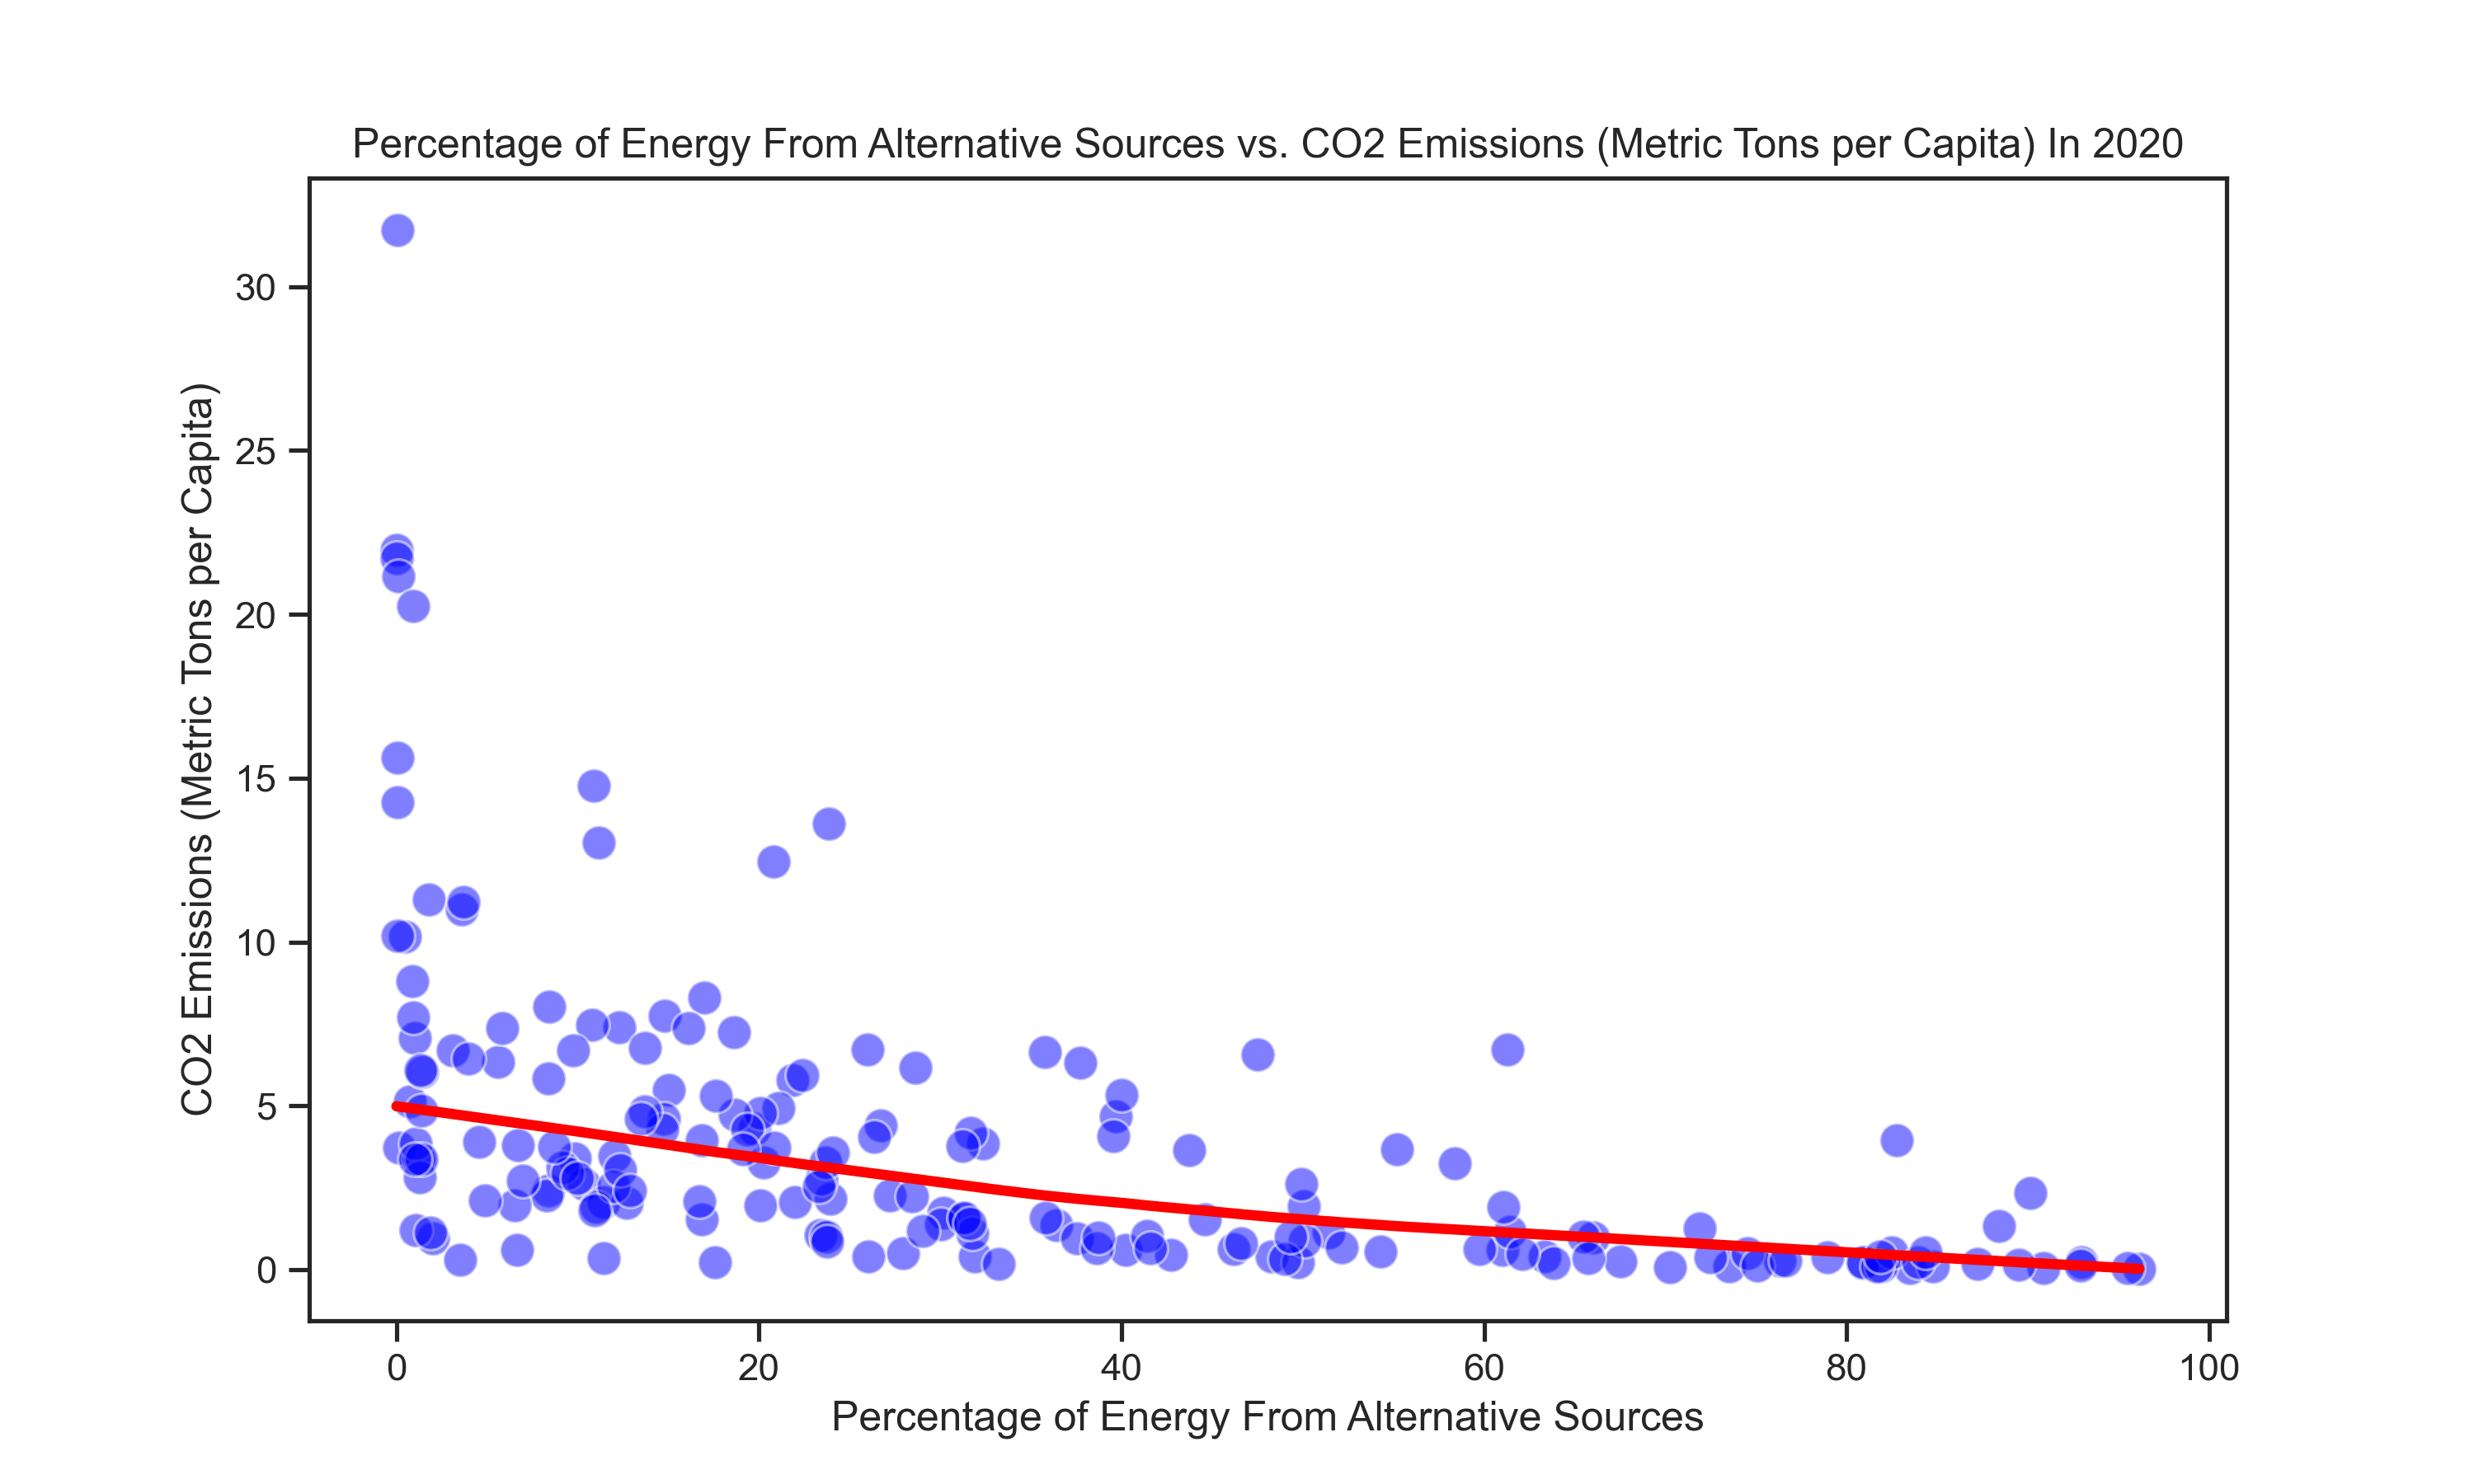 Percentage of Energy From Alternative Sources vs. CO2 Emissions (Metric Tons per Capita) In 2020
CO2 Emissions (Metric Tons per Capita)
30
25
20
15
10
5
0
0 20 40 60 80 100
Percentage of Energy From Alternative Sources